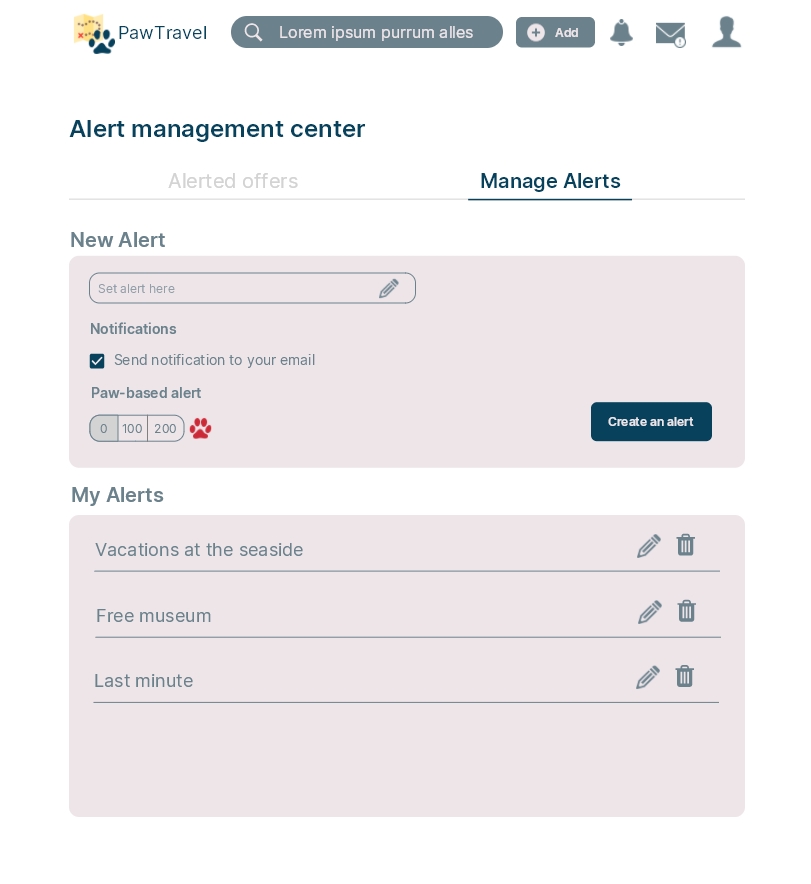 PawTravel
Lorem ipsum purrum alles
Add
Alert management center
Alerted offers
Manage Alerts
New Alert
Set alert here
Notifications
Send notification to your email
Paw-based alert
0 100 200
Create an alert
My Alerts
Vacations at the seaside
Free museum
Last minute